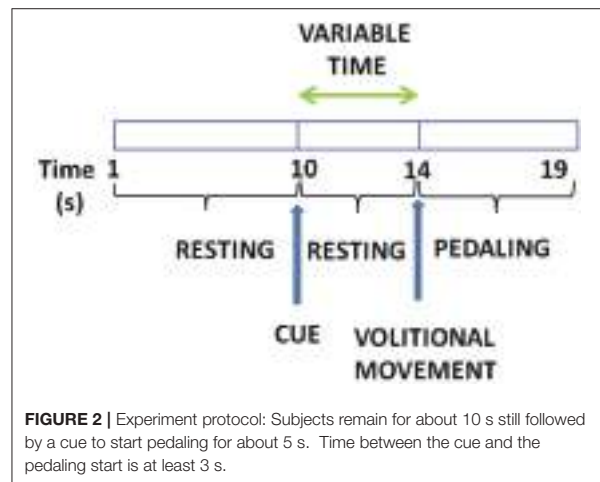 VARIABLE
TIME
Time 1 10 14 19
(s)
RESTING RESTING PEDALING
CUE VOLITIONAL
MOVEMENT
FIGURE 2 | Experiment protocol: Subjects remain for about 10 s still followed
by a cue to start pedaling for about 5 s. Time between the cue and the
pedaling start is at least 3 s.